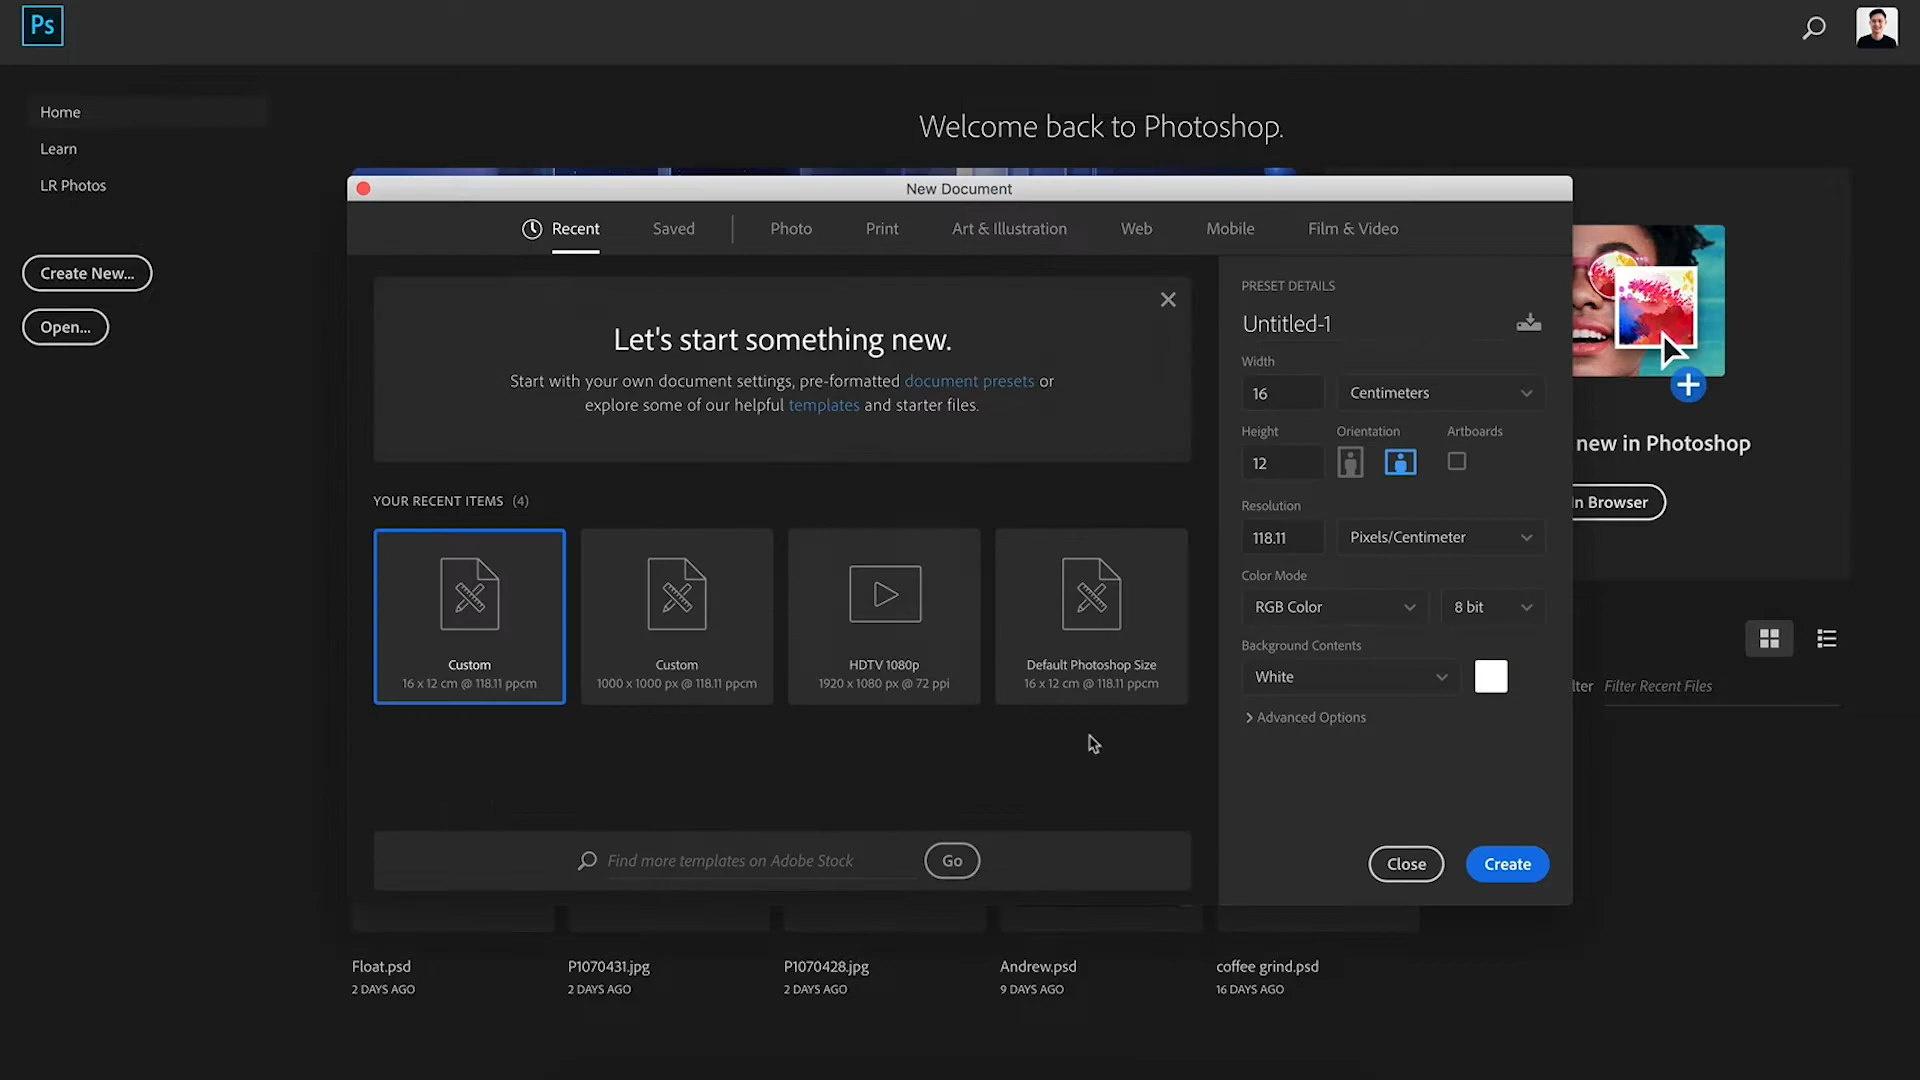 Ps
Home
Learn
LR Photos
Create New...
Open...
Welcome back to Photoshop.
New Document
Recent
Saved
Photo
Print
Art & Illustration
Web
Mobile
Film & Video
Let's start something new.
Start with your own document settings, pre-formatted document presets or
explore some of our helpful templates and starter files.
YOUR RECENT ITEMS (4)
Custom
16 x 12 cm @ 118.11 ppcm
Custom
1000 x 1000 px @ 118.11 ppcm
HDTV 1080p
1920 x 1080 px @ 72 ppi
Default Photoshop Size
16 x 12 cm @ 118.11 ppcm
Find more templates on Adobe Stock
Go
PRESET DETAILS
Untitled-1
Width
16
Centimeters
Height
Orientation
Artboards
12
Resolution
118.11
Pixels/Centimeter
Color Mode
RGB Color
8 bit
Background Contents
White
Advanced Options
Close
Create
new in Photoshop
In Browser
lter
Filter Recent Files
Float.psd
2 DAYS AGO
P1070431.jpg
2 DAYS AGO
P1070428.jpg
2 DAYS AGO
Andrew.psd
9 DAYS AGO
coffee grind.psd
16 DAYS AGO